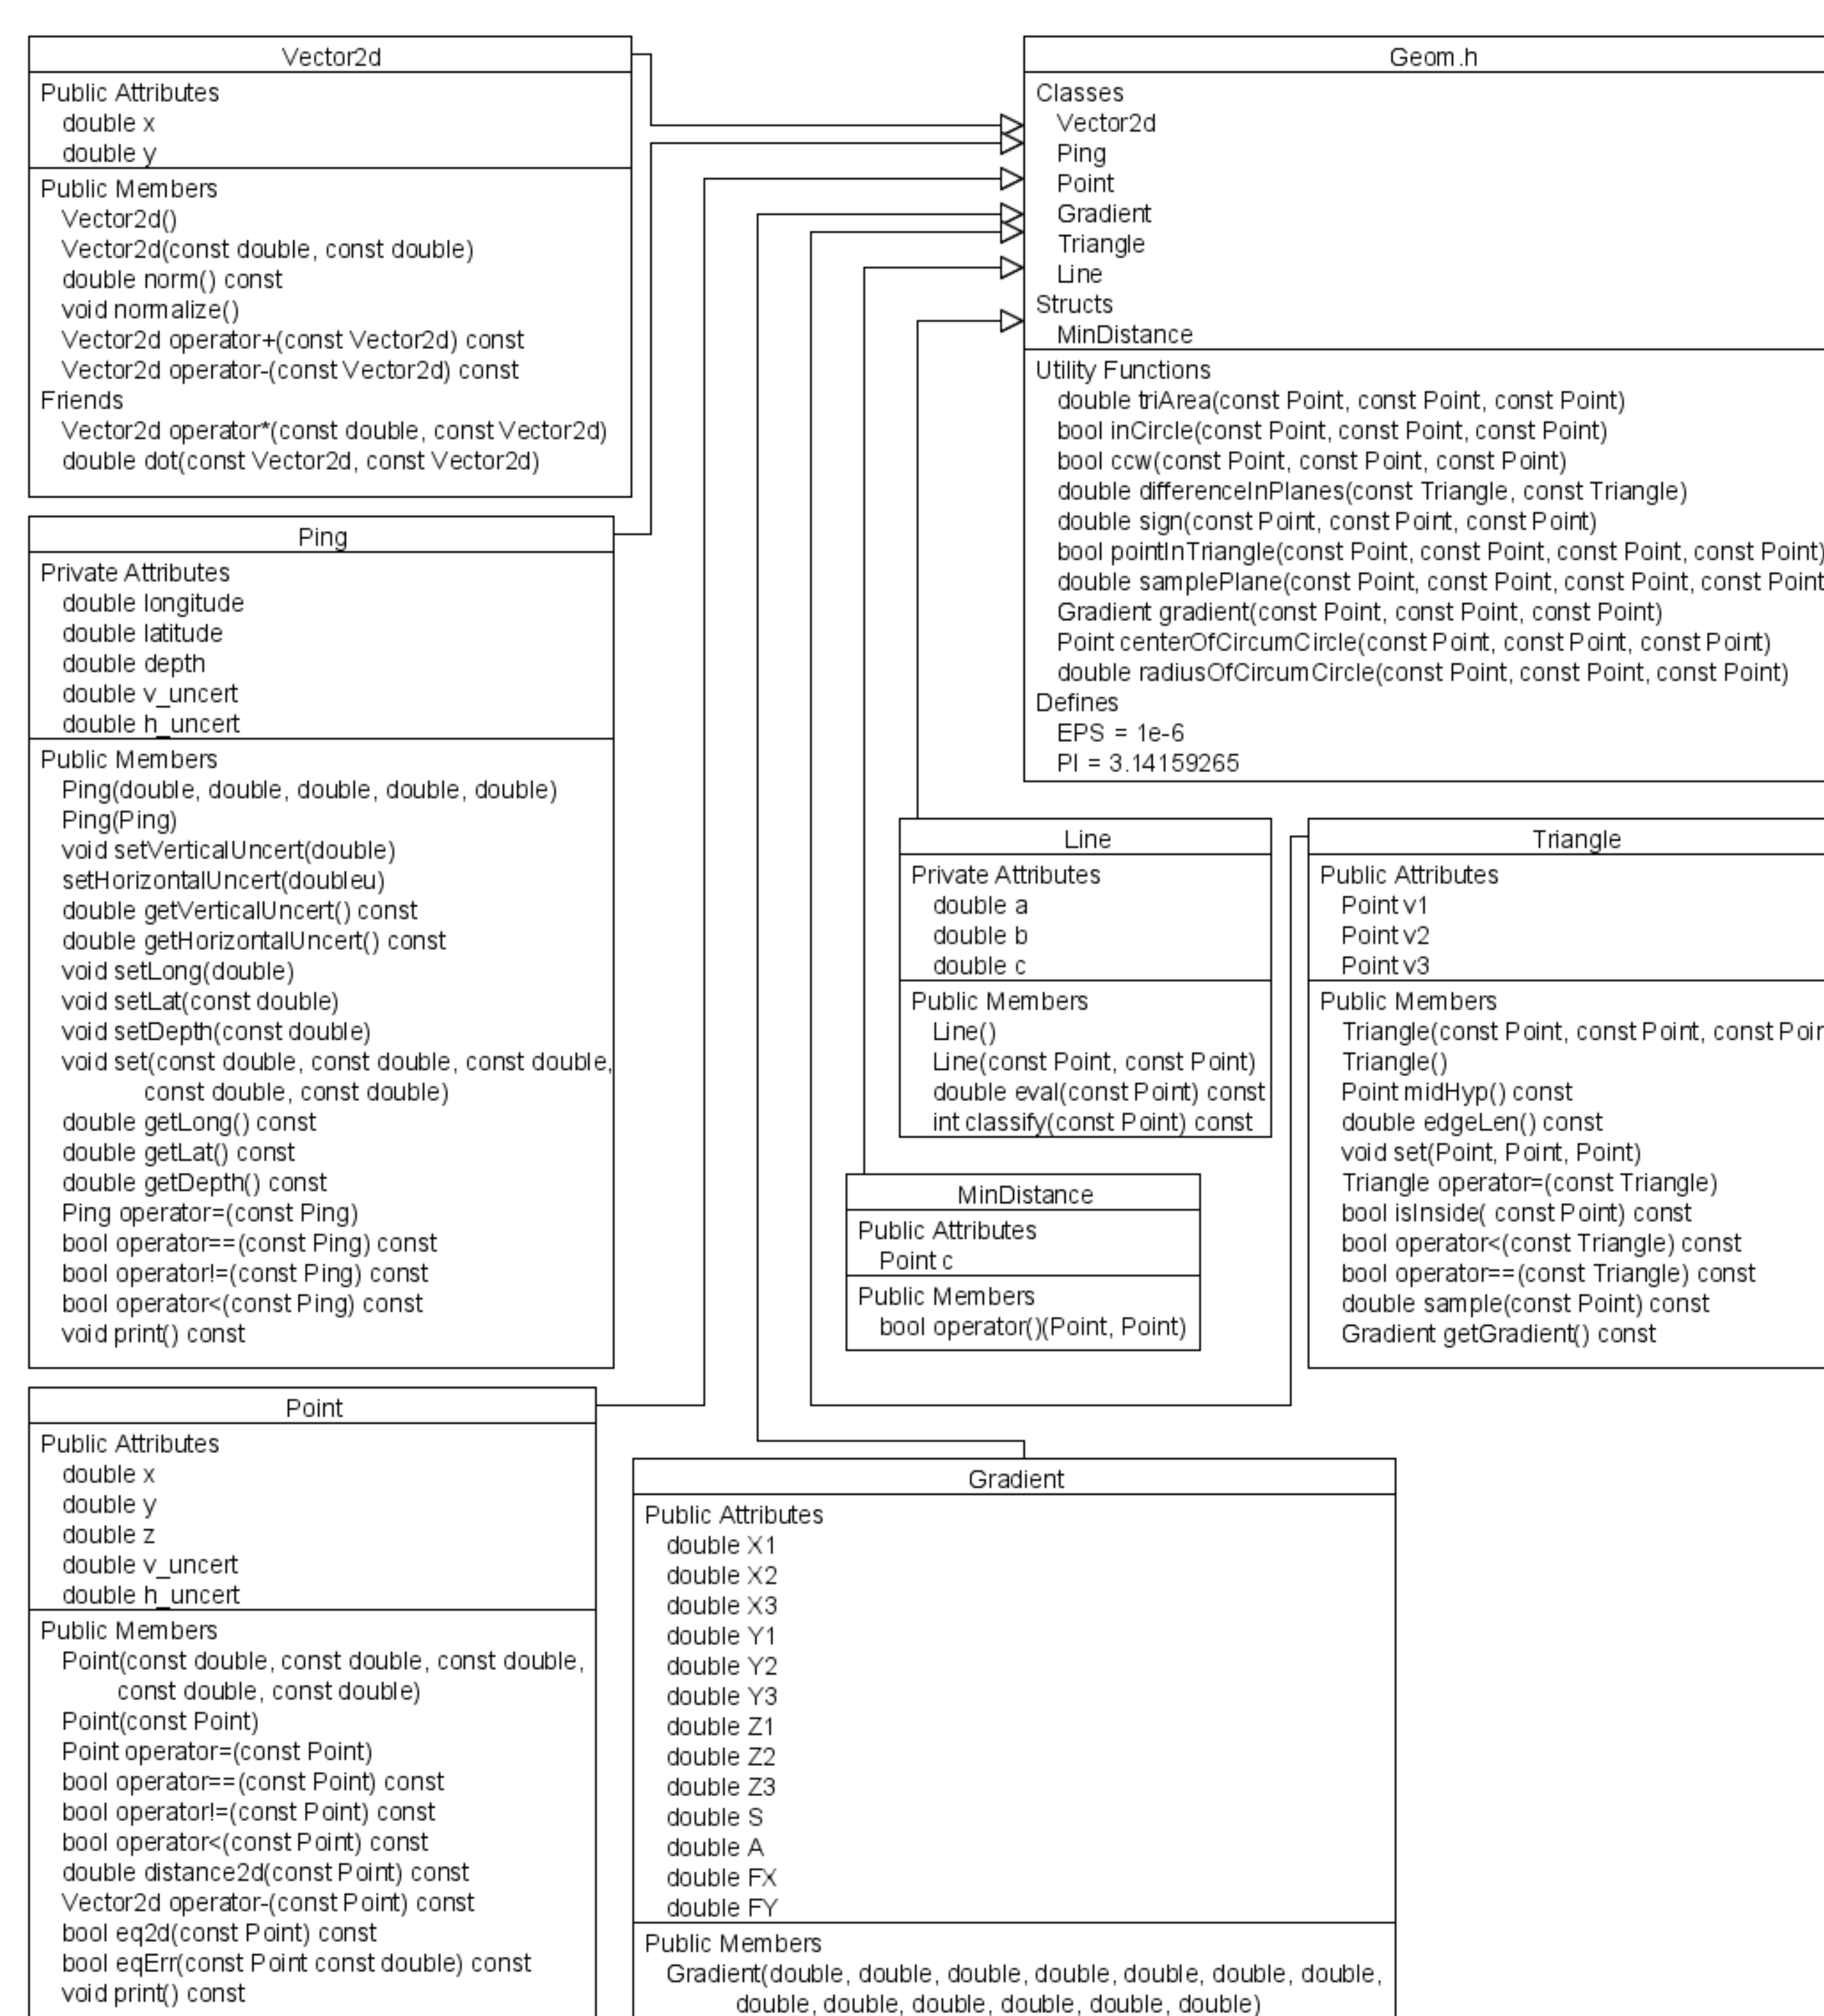 Vector2d
Public Attributes
double x
double y
Public Members
Vector2d()
Vector2d(const double, const double)
double norm() const
void normalize()
Vector2d operator+(const Vector2d) const
Vector2d operator-(const Vector2d) const
Friends
Vector2d operator*(const double, const Vector2d)
double dot(const Vector2d, const Vector2d)
Geom.h
Classes
Vector2d
Ping
Point
Gradient
Triangle
Line
Structs
MinDistance
Utility Functions
double triArea(const Point, const Point, const Point)
bool inCircle(const Point, const Point, const Point)
bool ccw(const Point, const Point, const Point)
double differenceInPlanes(const Triangle, const Triangle)
double sign(const Point, const Point, const Point)
bool pointInTriangle(const Point, const Point, const Point, const Point)
double samplePlane(const Point, const Point, const Point, const Point
Gradient gradient(const Point, const Point, const Point)
Point centerOfCircumCircle(const Point, const Point, const Point)
double radiusOfCircumCircle(const Point, const Point, const Point)
Defines
EPS = 1e-6
PI = 3.14159265
Ping
Private Attributes
double longitude
double latitude
double depth
double v_uncert
double h_uncert
Public Members
Ping(double, double, double, double, double)
Ping(Ping)
void setVerticalUncert(double)
setHorizontalUncert(doubleu)
double getVerticalUncert() const
double getHorizontalUncert() const
void setLong(double)
void setLat(const double)
void setDepth(const double)
void set(const double, const double, const double,
const double, const double)
double getLong() const
double getLat() const
double getDepth() const
Ping operator=(const Ping)
bool operator==(const Ping) const
bool operator!=(const Ping) const
bool operator<(const Ping) const
void print() const
Line
Private Attributes
double a
double b
double c
Public Members
Line()
Line(const Point, const Point)
double eval(const Point) const
int classify(const Point) const
Triangle
Public Attributes
Point v1
Point v2
Point v3
Public Members
Triangle(const Point, const Point, const
Triangle()
Point midHyp() const
double edgeLen() const
void set(Point, Point, Point)
Triangle operator=(const Triangle)
bool isInside( const Point) const
bool operator<(const Triangle) const
bool operator==(const Triangle) const
double sample(const Point) const
Gradient getGradient() const
MinDistance
Public Attributes
Point c
Public Members
bool operator()(Point, Point)
Point
Public Attributes
double x
double y
double z
double v_uncert
double h_uncert
Public Members
Point(const double, const double, const double,
const double, const double)
Point(const Point)
Point operator=(const Point)
bool operator==(const Point) const
bool operator!=(const Point) const
bool operator<(const Point) const
double distance2d(const Point) const
Vector2d operator-(const Point) const
bool eq2d(const Point) const
bool eqErr(const Point const double) const
void print() const
Gradient
Public Attributes
double X1
double X2
double X3
double Y1
double Y2
double Y3
double Z1
double Z2
double Z3
double S
double A
double FX
double FY
Public Members
Gradient(double, double, double, double, double, double, double,
double, double, double, double, double, double)